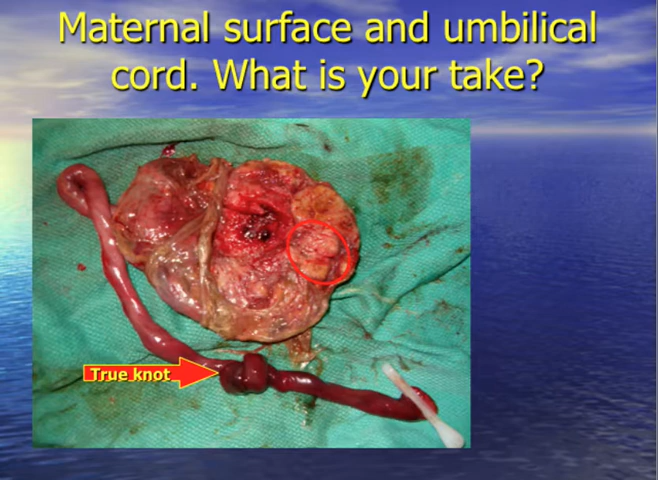 Maternal surface and umbilical
cord. What is your take?
True knot